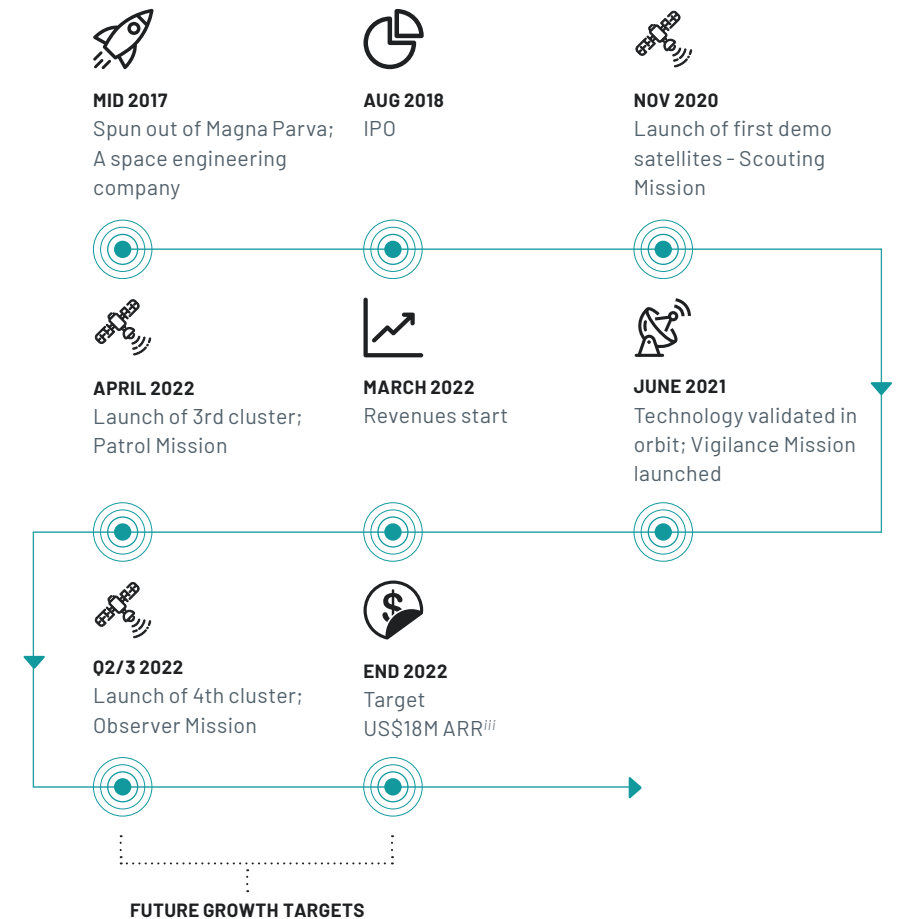 MID 2017
Spun out of Magna Parva;
A space engineering
company
AUG 2018
IPO
NOV 2020
Launch of first demo
satellites - Scouting
Mission
APRIL 2022
Launch of 3rd cluster;
Patrol Mission
MARCH 2022
Revenues start
JUNE 2021
Technology validated in
orbit; Vigilance Mission
launched
Q2/3 2022
Launch of 4th cluster;
Observer Mission
$
END 2022
Target
US$18M ARRiii
FUTURE GROWTH TARGETS